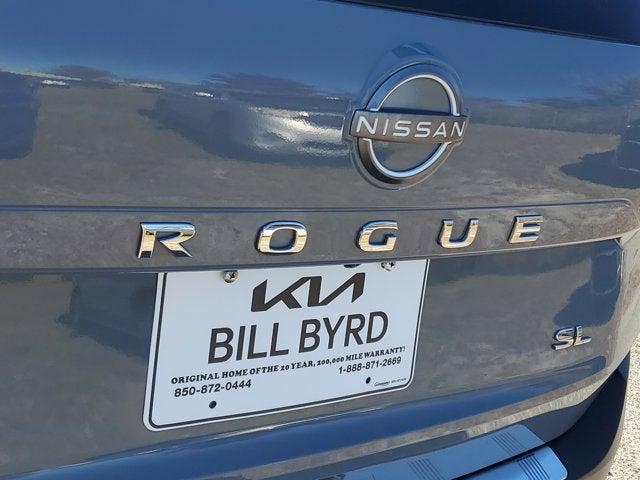 NISSAN
ROGUE
KIA
BILL BYRD
ORIGINAL HOME OF THE 20 YEAR, 200,000 MILE WARRANTY!
850-872-0444 1-888-871-2669
SL